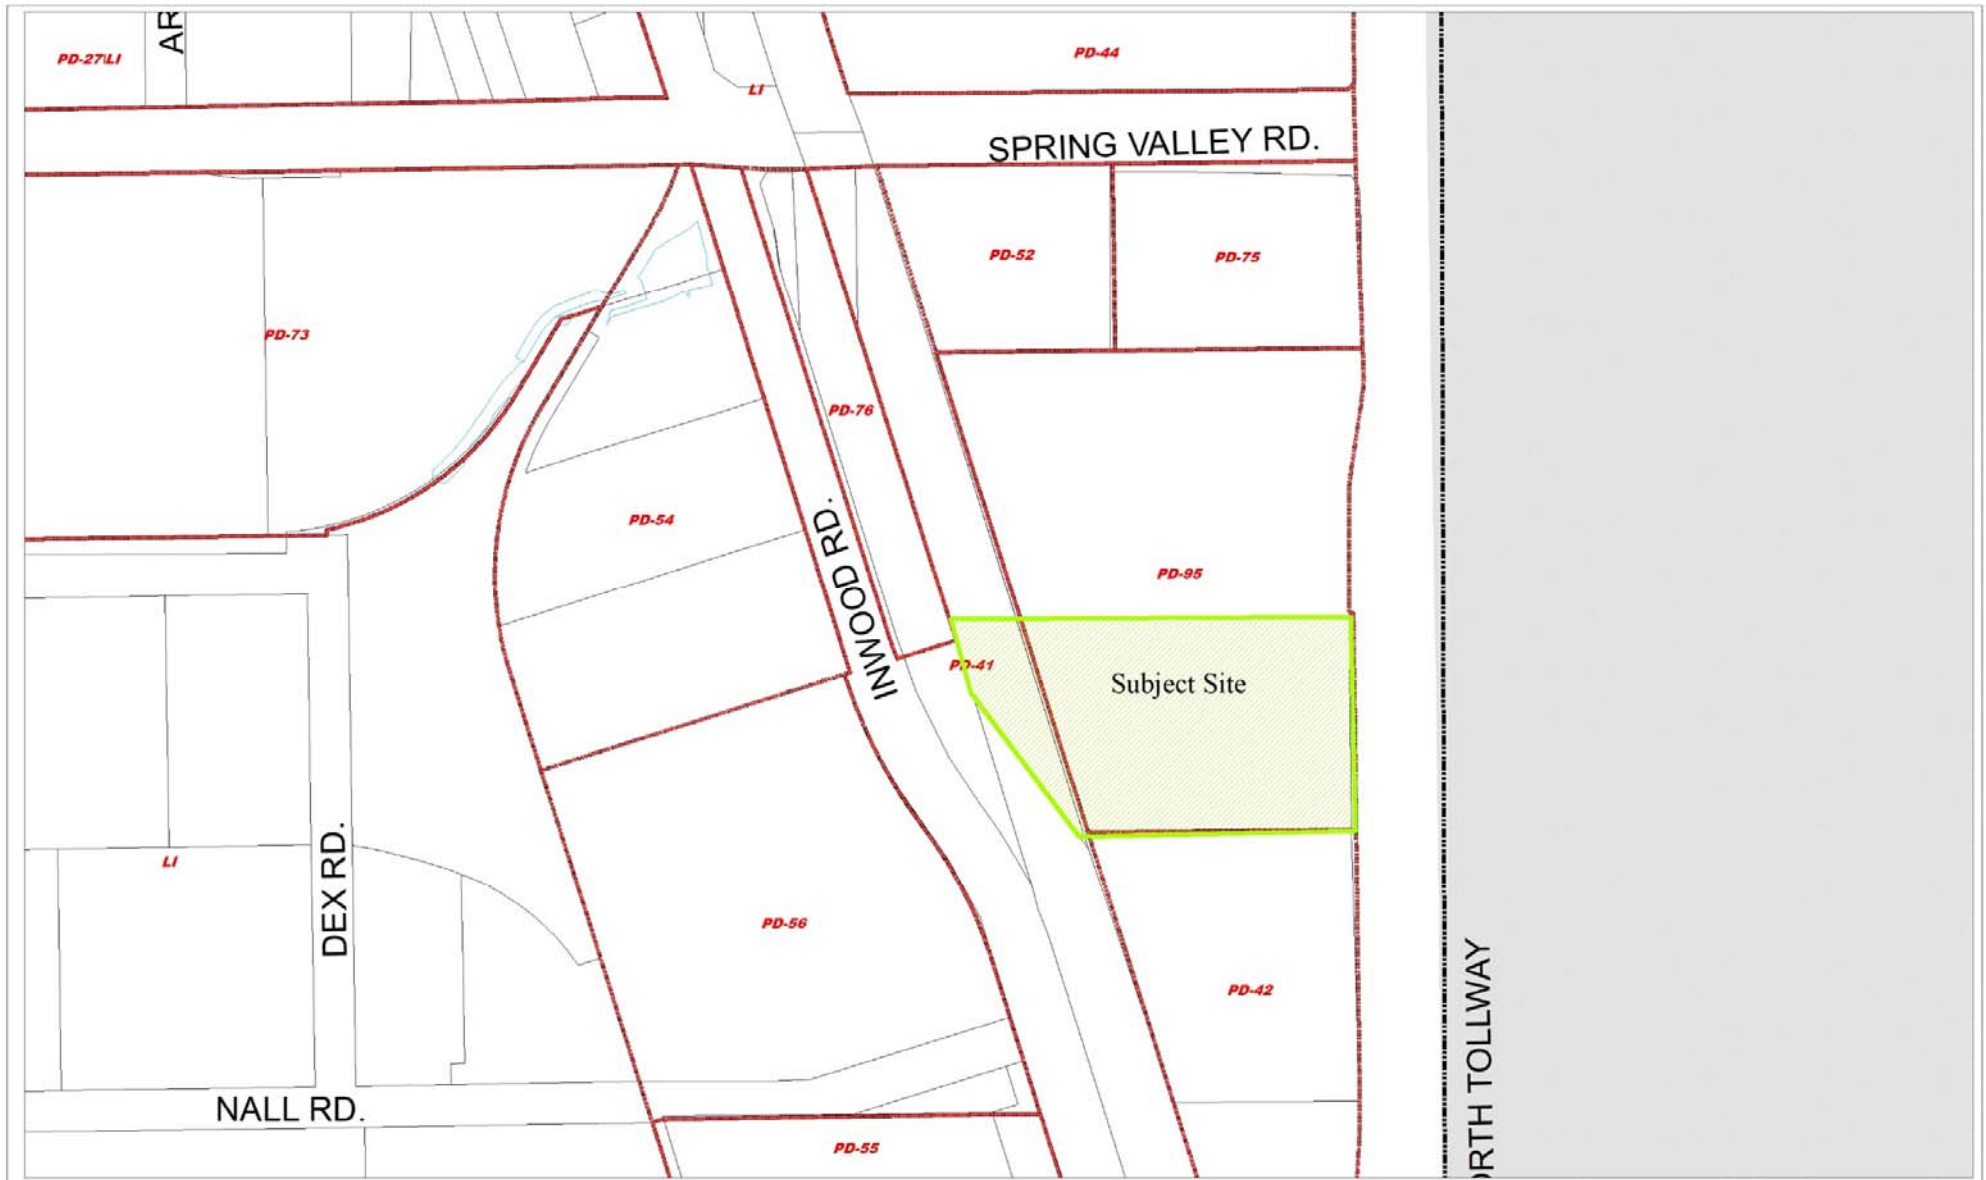 PD-27\LI
AR
LI
PD-44
SPRING VALLEY RD.
PD-52
PD-75
PD-73
PD-76
PD-54
INWOOD RD.
PD-95
PD-41
Subject Site
LI
DEX RD.
PD-56
PD-42
ORTH TOLLWAY
NALL RD.
PD-55